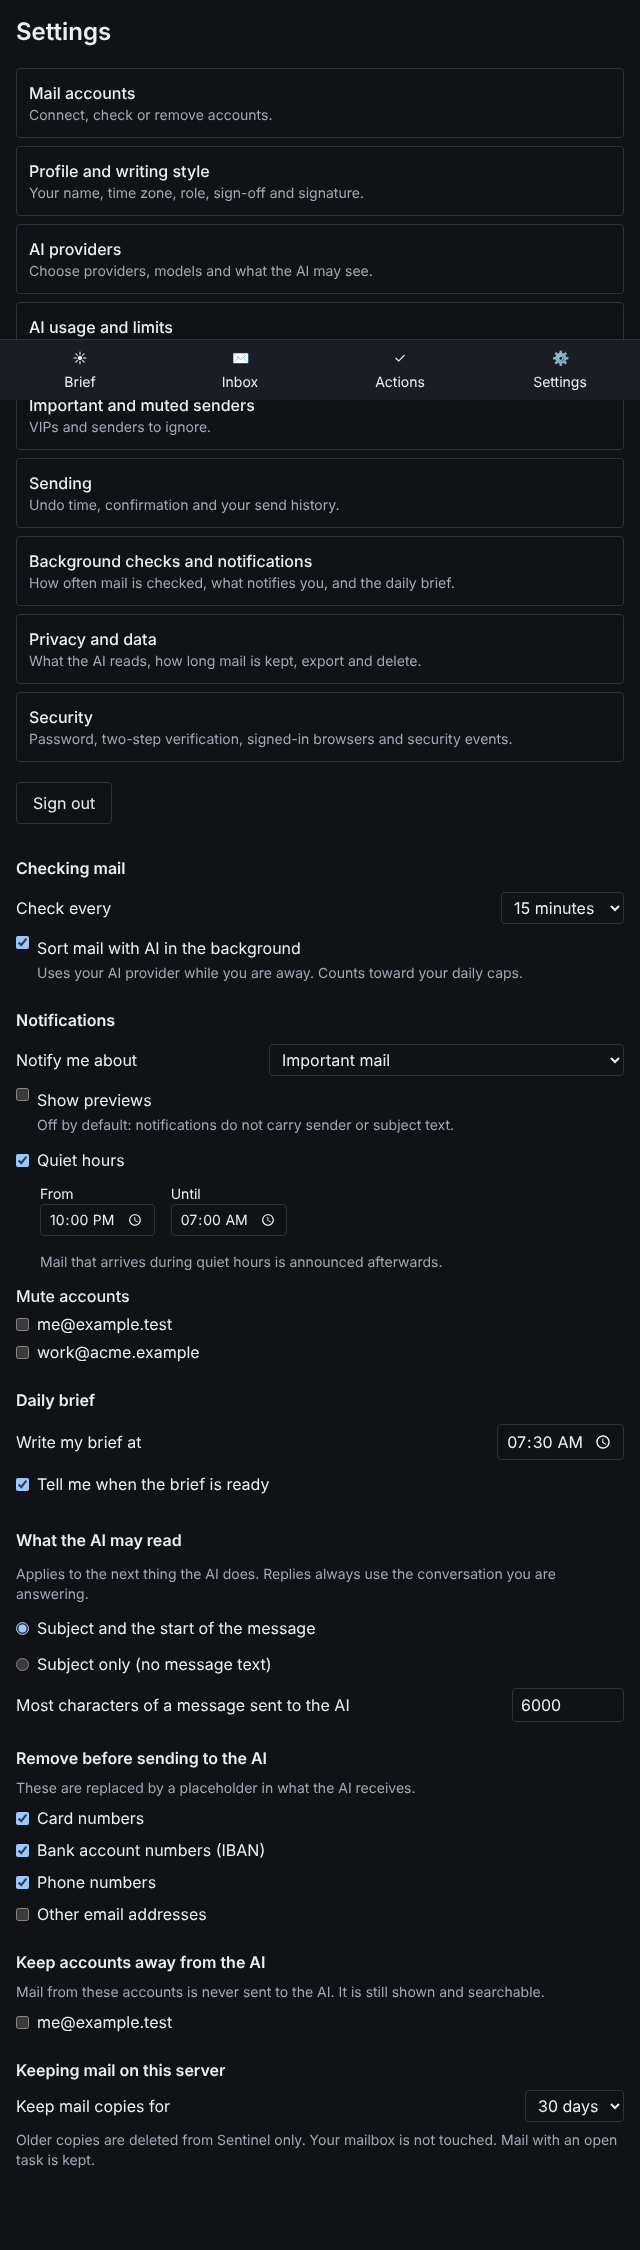 Settings
Mail accounts
Connect, check or remove accounts.
Profile and writing style
Your name, time zone, role, sign-off and signature.
AI providers
Choose providers, models and what the AI may see.
AI usage and limits
Brief
Inbox
Actions
Settings
Important and muted senders
VIPs and senders to ignore.
Sending
Undo time, confirmation and your send history.
Background checks and notifications
How often mail is checked, what notifies you, and the daily brief.
Privacy and data
What the AI reads, how long mail is kept, export and delete.
Security
Password, two-step verification, signed-in browsers and security events.
Sign out
Checking mail
Check every
15 minutes
Sort mail with AI in the background
Uses your AI provider while you are away. Counts toward your daily caps.
Notifications
Notify me about
Important mail
Show previews
Off by default: notifications do not carry sender or subject text.
Quiet hours
From
Until
10:00 PM
07:00 AM
Mail that arrives during quiet hours is announced afterwards.
Mute accounts
me@example.test
work@acme.example
Daily brief
Write my brief at
07:30 AM
Tell me when the brief is ready
What the AI may read
Applies to the next thing the AI does. Replies always use the conversation you are
answering.
Subject and the start of the message
Subject only (no message text)
Most characters of a message sent to the AI
6000
Remove before sending to the AI
These are replaced by a placeholder in what the AI receives.
Card numbers
Bank account numbers (IBAN)
Phone numbers
Other email addresses
Keep accounts away from the AI
Mail from these accounts is never sent to the AI. It is still shown and searchable.
me@example.test
Keeping mail on this server
Keep mail copies for
30 days
Older copies are deleted from Sentinel only. Your mailbox is not touched. Mail with an open
task is kept.